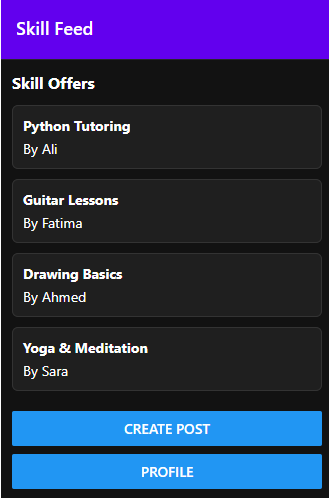 Skill Feed
Skill Offers
Python Tutoring
By Ali
Guitar Lessons
By Fatima
Drawing Basics
By Ahmed
Yoga & Meditation
By Sara
CREATE POST
PROFILE